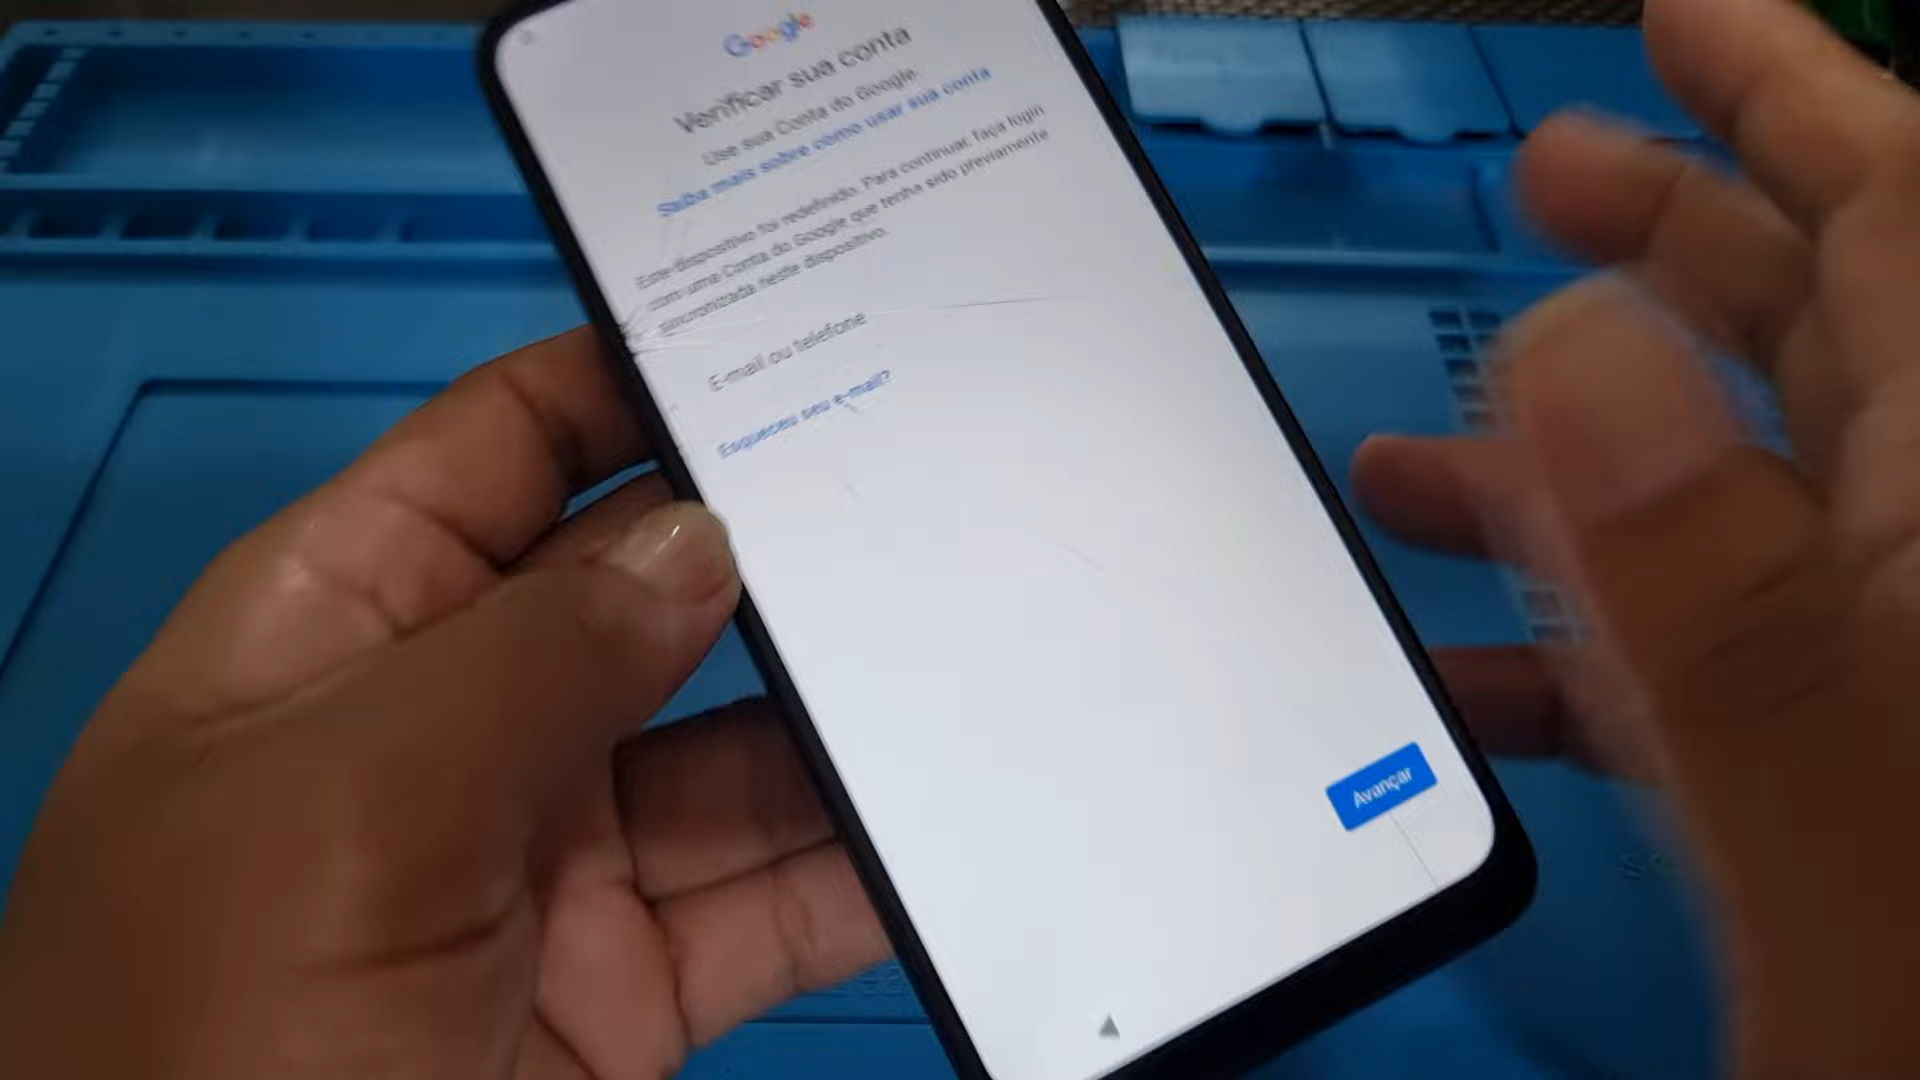 Google
Verificar sua conta
Use sua Conta do Google.
Saiba mais sobre como usar sua conta
Este dispositivo foi redefinido. Para continuar, faça login
com uma Conta do Google que tenha sido previamente
sincronizada neste dispositivo.
E-mail ou telefone
Esqueceu seu e-mail?
Avançar